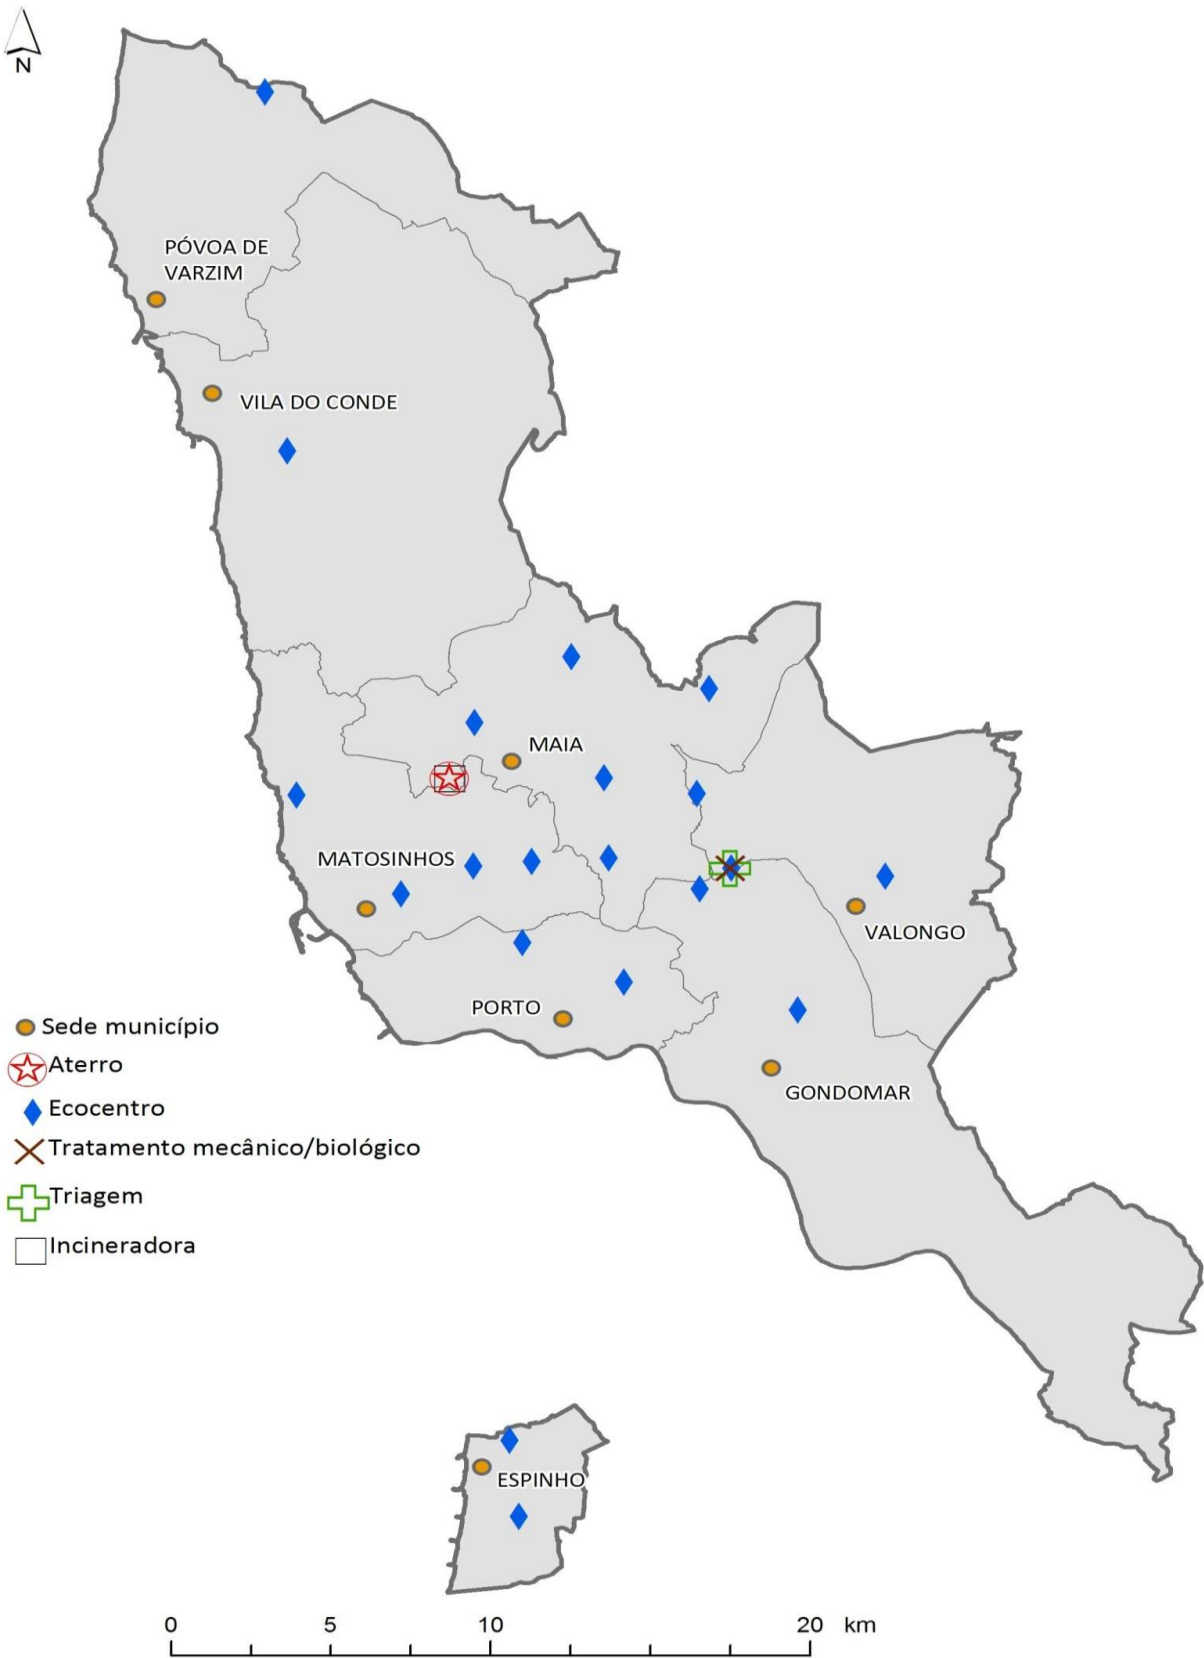 N
PÓVOA DE
VARZIM
VILA DO CONDE
MAIA
MATOSINHOS
VALONGO
PORTO
GONDOMAR
Sede município
Aterro
Ecocentro
Tratamento mecânico/biológico
Triagem
Incineradora
ESPINHO
0 5 10 20 km